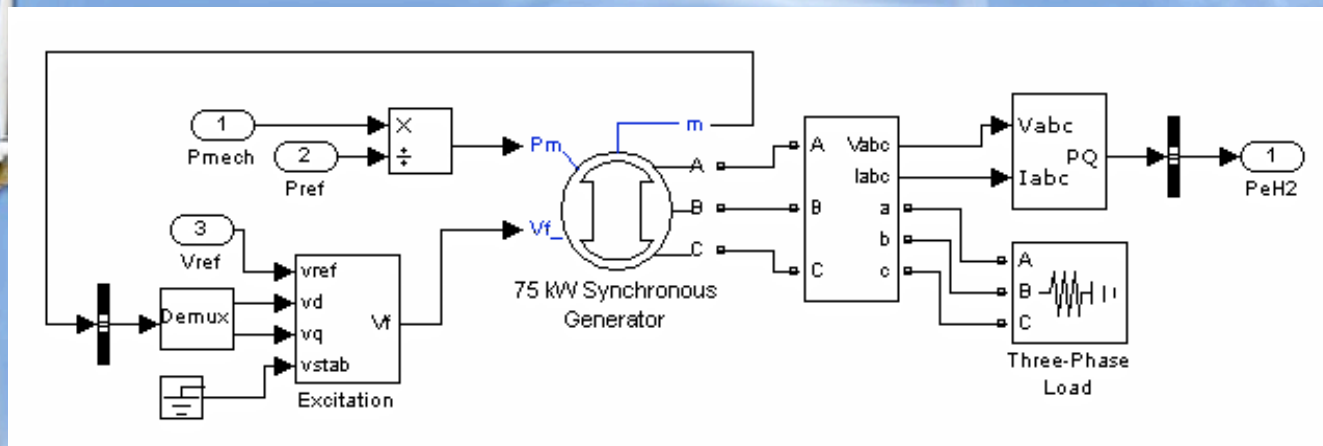 1
Pmech
2
Pref
×
÷
Pm
m
A
B
C
Vf_
75 kW Synchronous
Generator
3
Vref
Demux
vref
vd
vq
vstab
Vf
Excitation
A
B
C
Vabc
Iabc
a
b
c
Vabc
Iabc
PQ
1
PeH2
A
B
C
Three-Phase
Load